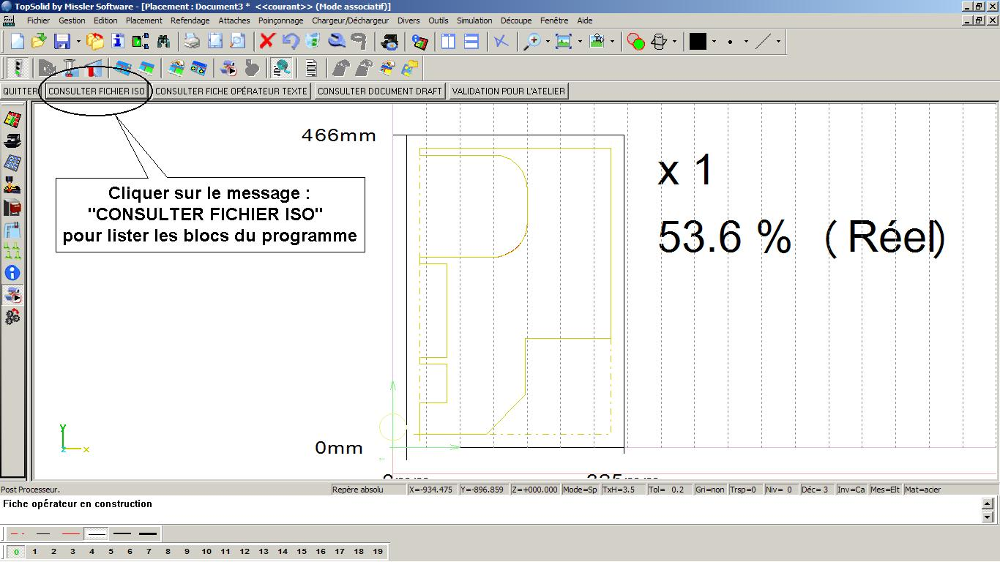 TopSolid by Missler Software - [Placement : Document3 * <<courant>> (Mode associatif)]
Fichier Gestion Edition Placement Refendage Attaches Poinçonnage Chargeur/Déchargeur Divers Outils Simulation Découpe Fenêtre Aide
QUITTER CONSULTER FICHIER ISO CONSULTER FICHE OPÉRATEUR TEXTE CONSULTER DOCUMENT DRAFT VALIDATION POUR L'ATELIER
466mm
x 1
Cliquer sur le message :
"CONSULTER FICHIER ISO"
pour lister les blocs du programme
53.6 % ( Réel)
y
z x
0mm
0mm 325mm
Post Processeur. Repère absolu X=-934.475 Y=-896.859 Z=+000.000 Mode=Sp TxH=3.5 Tol= 0.2 Gri=non Trsp=0 Niv= 0 Déc= 3 Inv=Ca Mes=Elt Mat=acier
Fiche opérateur en construction
0 1 2 3 4 5 6 7 8 9 10 11 12 13 14 15 16 17 18 19